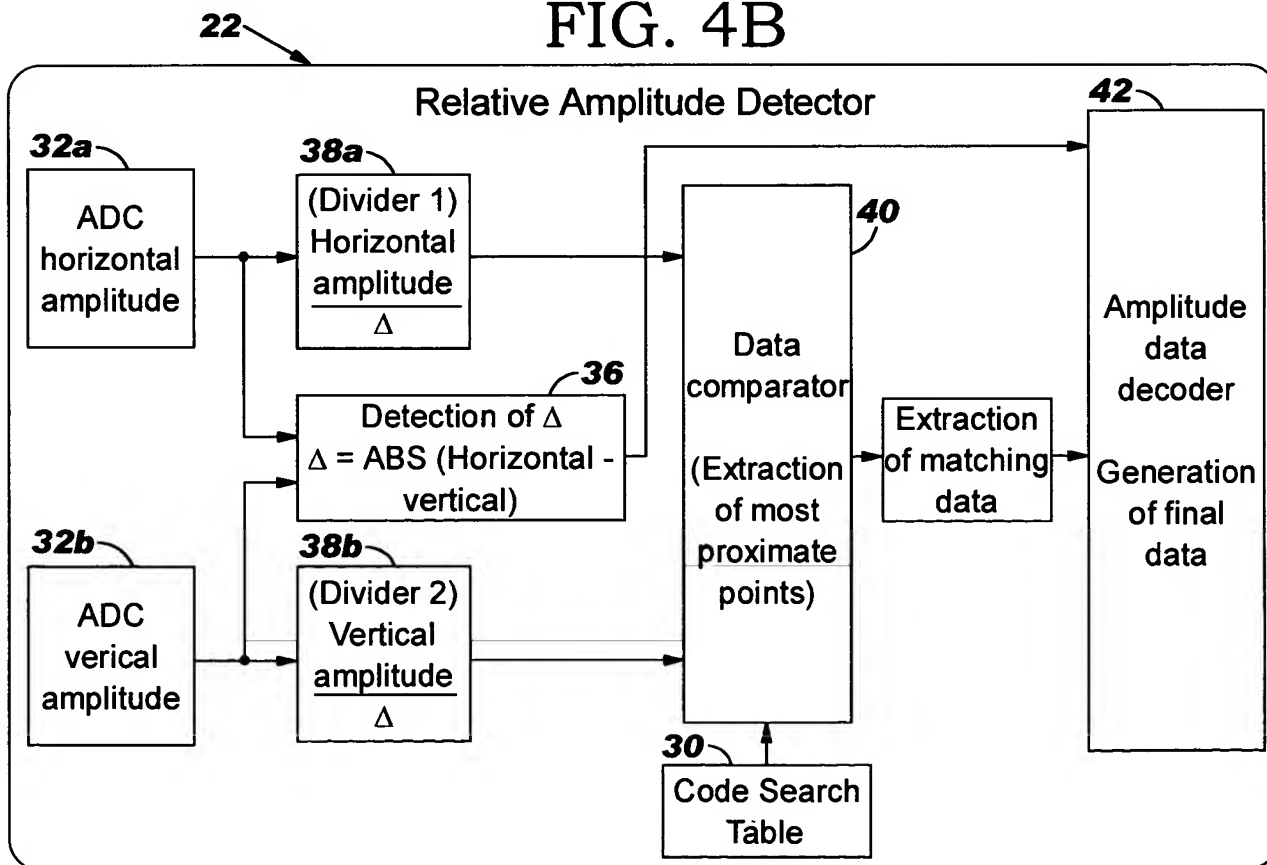 FIG. 4B
22
Relative Amplitude Detector
32a
ADC
horizontal
amplitude
38a
(Divider 1)
Horizontal
amplitude
Δ
36
Detection of Δ
Δ = ABS (Horizontal -
vertical)
32b
ADC
verical
amplitude
38b
(Divider 2)
Vertical
amplitude
Δ
40
Data
comparator
(Extraction
of most
proximate
points)
30
Code Search
Table
Extraction
of matching
data
42
Amplitude
data
decoder
Generation
of final
data